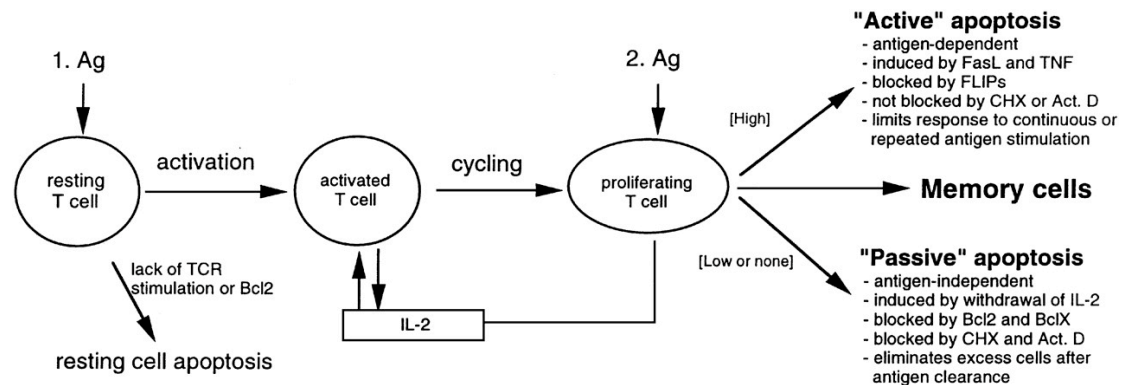 1. Ag
resting
T cell
activation
lack of TCR
stimulation or Bcl2
resting cell apoptosis
activated
T cell
IL-2
cycling
2. Ag
proliferating
T cell
[High]
[Low or none]
"Active" apoptosis
- antigen-dependent
- induced by FasL and TNF
- blocked by FLIPs
- not blocked by CHX or Act. D
- limits response to continuous or
repeated antigen stimulation
Memory cells
"Passive" apoptosis
- antigen-independent
- induced by withdrawal of IL-2
- blocked by Bcl2 and BclX
- blocked by CHX and Act. D
- eliminates excess cells after
antigen clearance